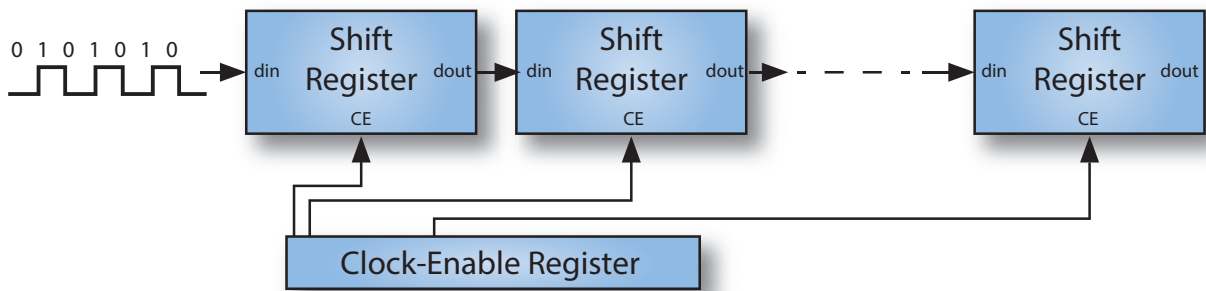 0 1 0 1 0 1 0
din
Shift
Register
dout
CE
din
Shift
Register
dout
CE
din
Shift
Register
dout
CE
Clock-Enable Register